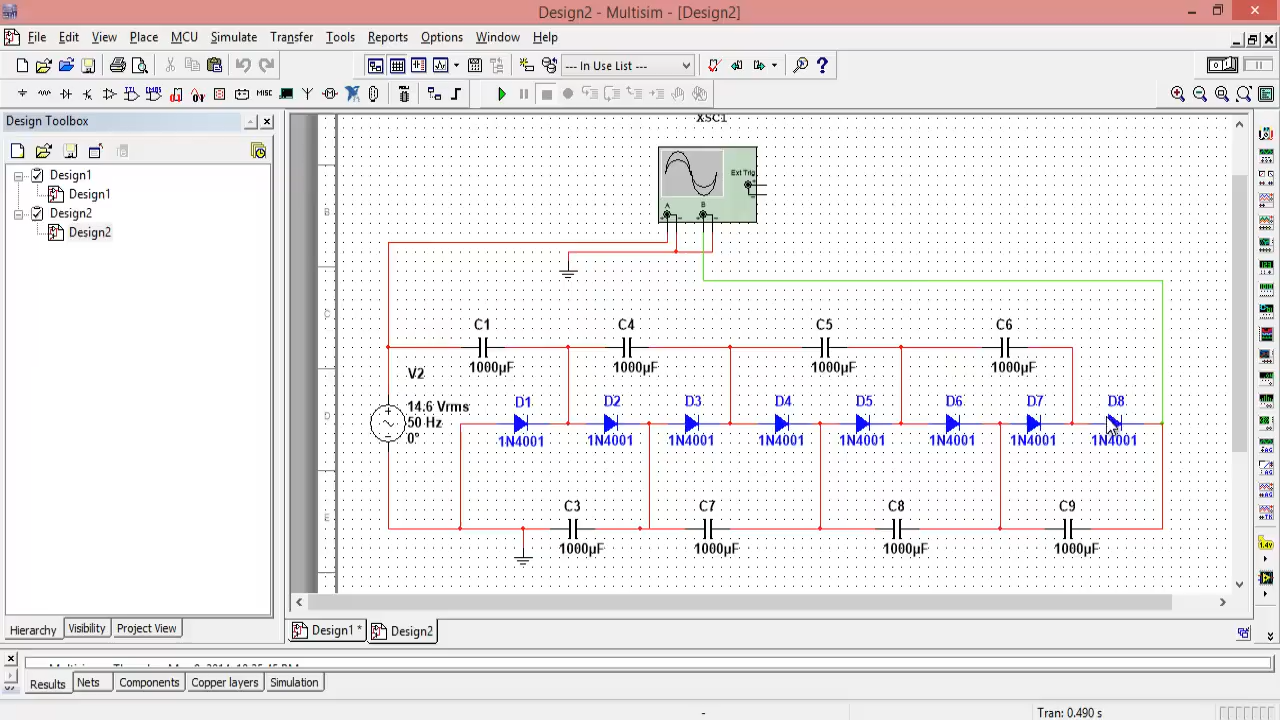 Design2 - Multisim - [Design2]
File Edit View Place MCU Simulate Transfer Tools Reports Options Window Help
--- In Use List ---
MISC
Design Toolbox
Design1
Design1
Design2
Design2
Hierarchy Visibility Project View
XSC1
Ext Trig
A B
B
C
D
E
C1 C4 C5 C6
1000µF 1000µF 1000µF 1000µF
V2
14.6 Vrms
50 Hz
0°
D1 D2 D3 D4 D5 D6 D7 D8
1N4001 1N4001 1N4001 1N4001 1N4001 1N4001 1N4001 1N4001
C3 C7 C8 C9
1000µF 1000µF 1000µF 1000µF
Design1 * Design2
Results Nets Components Copper layers Simulation
- Tran: 0.490 s